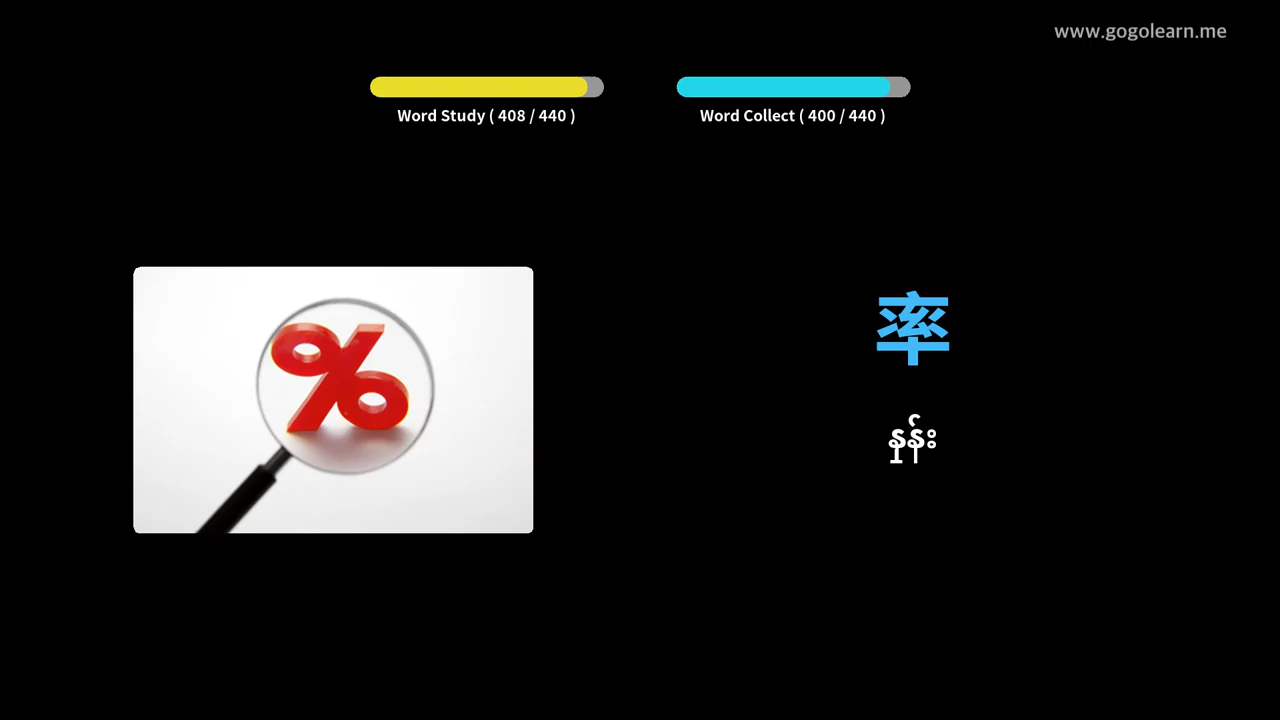 www.gogolearn.me
Word Study ( 408 / 440 )
Word Collect ( 400 / 440 )
%
率
နှုန်း